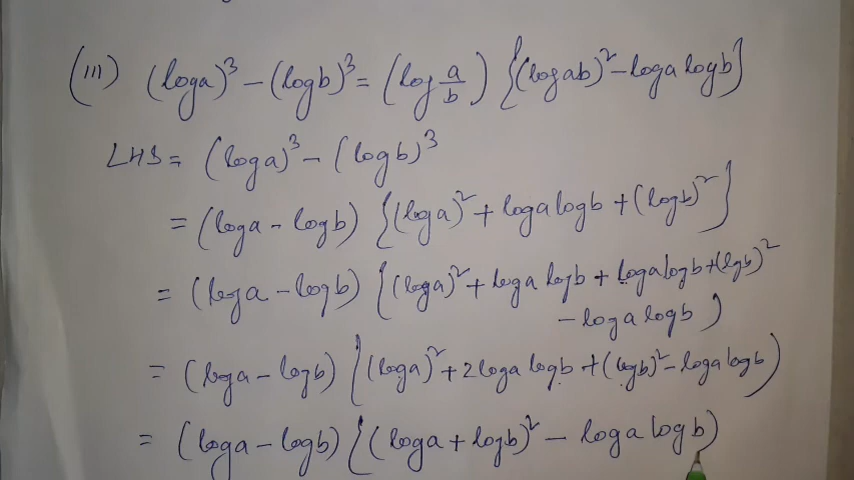 (111) (loga)³ – (logb)³ = (log a/b) {(logab)² – loga logb}
LHS = (loga)³ – (logb)³
= (loga – logb) {(loga)² + loga logb + (logb)²}
= (loga – logb) {(loga)² + loga logb + loga logb + (logb)²
– loga logb)
= (loga – logb) {(loga)² + 2loga logb + (logb)² – loga logb)
= (loga – logb) {(loga + logb)² – loga logb)